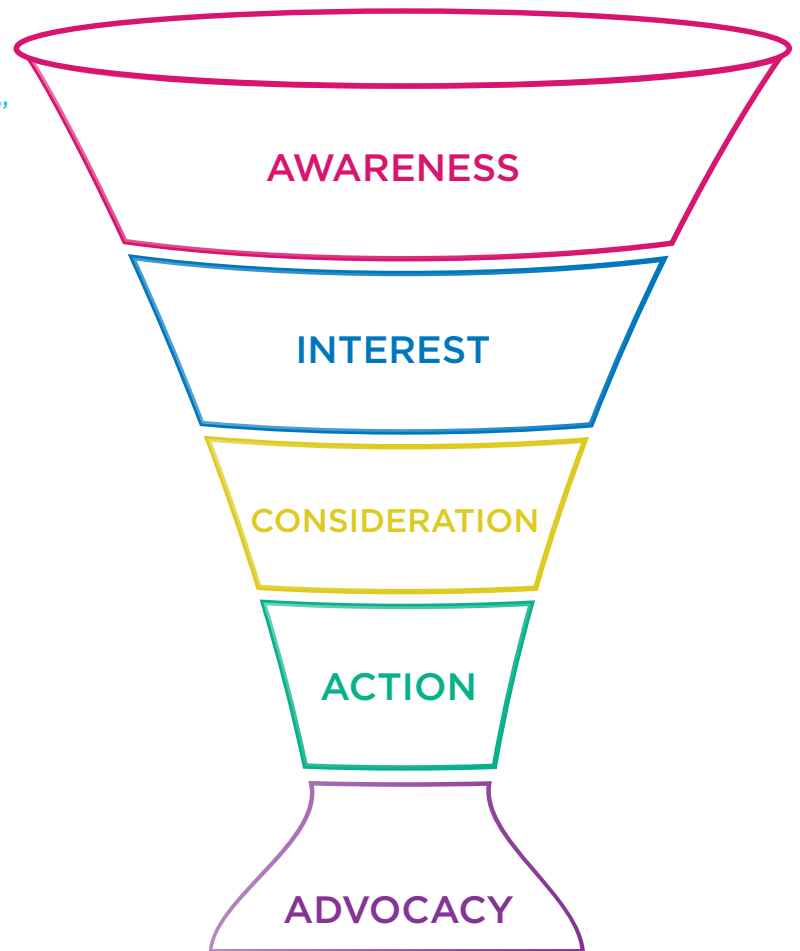 ”
AWARENESS
INTEREST
CONSIDERATION
ACTION
ADVOCACY